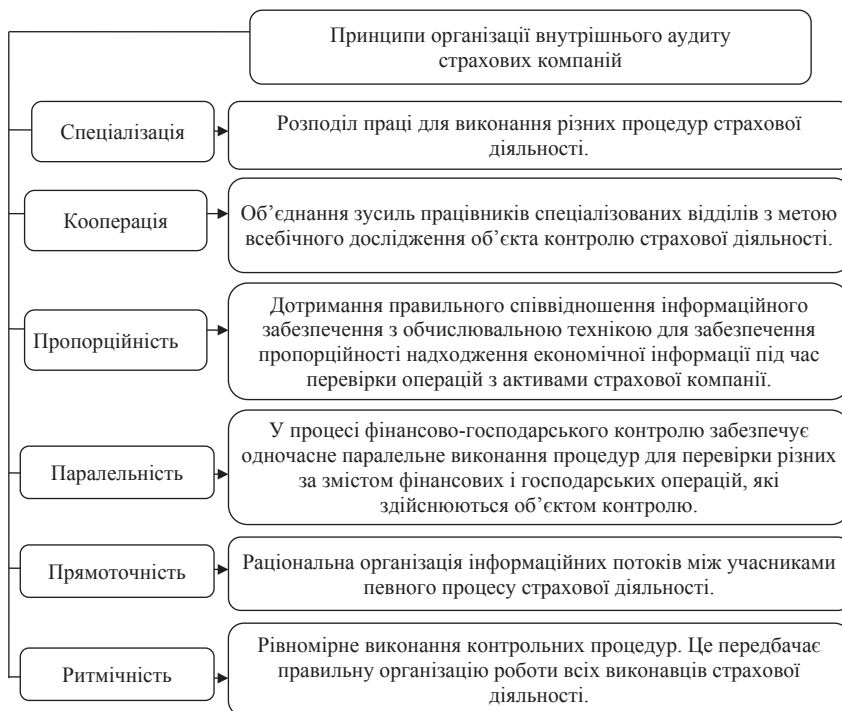 Принципи організації внутрішнього аудиту
страхових компаній
Спеціалізація
Розподіл праці для виконання різних процедур страхової
діяльності.
Кооперація
Об’єднання зусиль працівників спеціалізованих відділів з метою
всебічного дослідження об’єкта контролю страхової діяльності.
Пропорційність
Дотримання правильного співвідношення інформаційного
забезпечення з обчислювальною технікою для забезпечення
пропорційності надходження економічної інформації під час
перевірки операцій з активами страхової компанії.
Паралельність
У процесі фінансово-господарського контролю забезпечує
одночасне паралельне виконання процедур для перевірки різних
за змістом фінансових і господарських операцій, які
здійснюються об’єктом контролю.
Прямоточність
Раціональна організація інформаційних потоків між учасниками
певного процесу страхової діяльності.
Ритмічність
Рівномірне виконання контрольних процедур. Це передбачає
правильну організацію роботи всіх виконавців страхової
діяльності.